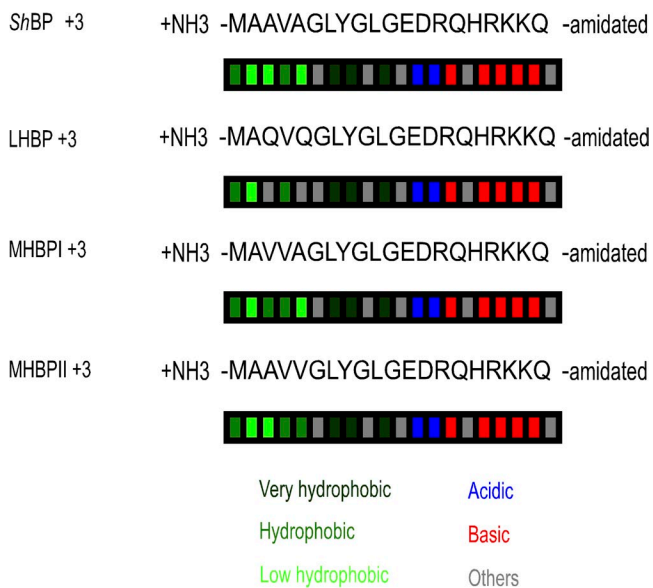 ShBP +3 +NH3 -MAAVAGLYGLGEDRQHRKKQ -amidated
LHBP +3 +NH3 -MAQVQGLYGLGEDRQHRKKQ -amidated
MHBPI +3 +NH3 -MAVVAGLYGLGEDRQHRKKQ -amidated
MHBPII +3 +NH3 -MAAVVGLYGLGEDRQHRKKQ -amidated
Very hydrophobic Acidic
Hydrophobic Basic
Low hydrophobic Others